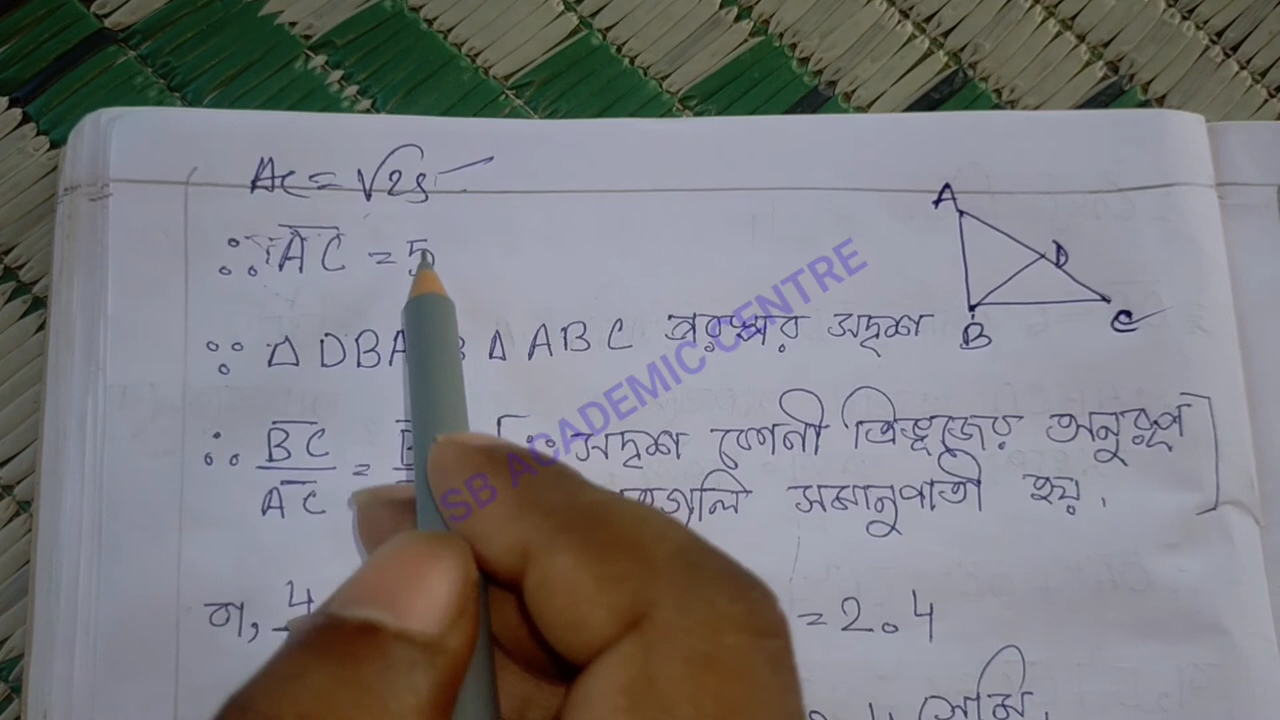 AC = √25
∴ AC = 5
∵ △ DBA △ ABC পরস্পর সদৃশ
∴ BC/AC = [∵ সদৃশ কোনী ত্রিভুজের অনুরূপ
সমানুপাতী হয়.]
বা, 4 = 2.4
সেমি.
A
D
B
C
SB ACADEMIC CENTRE